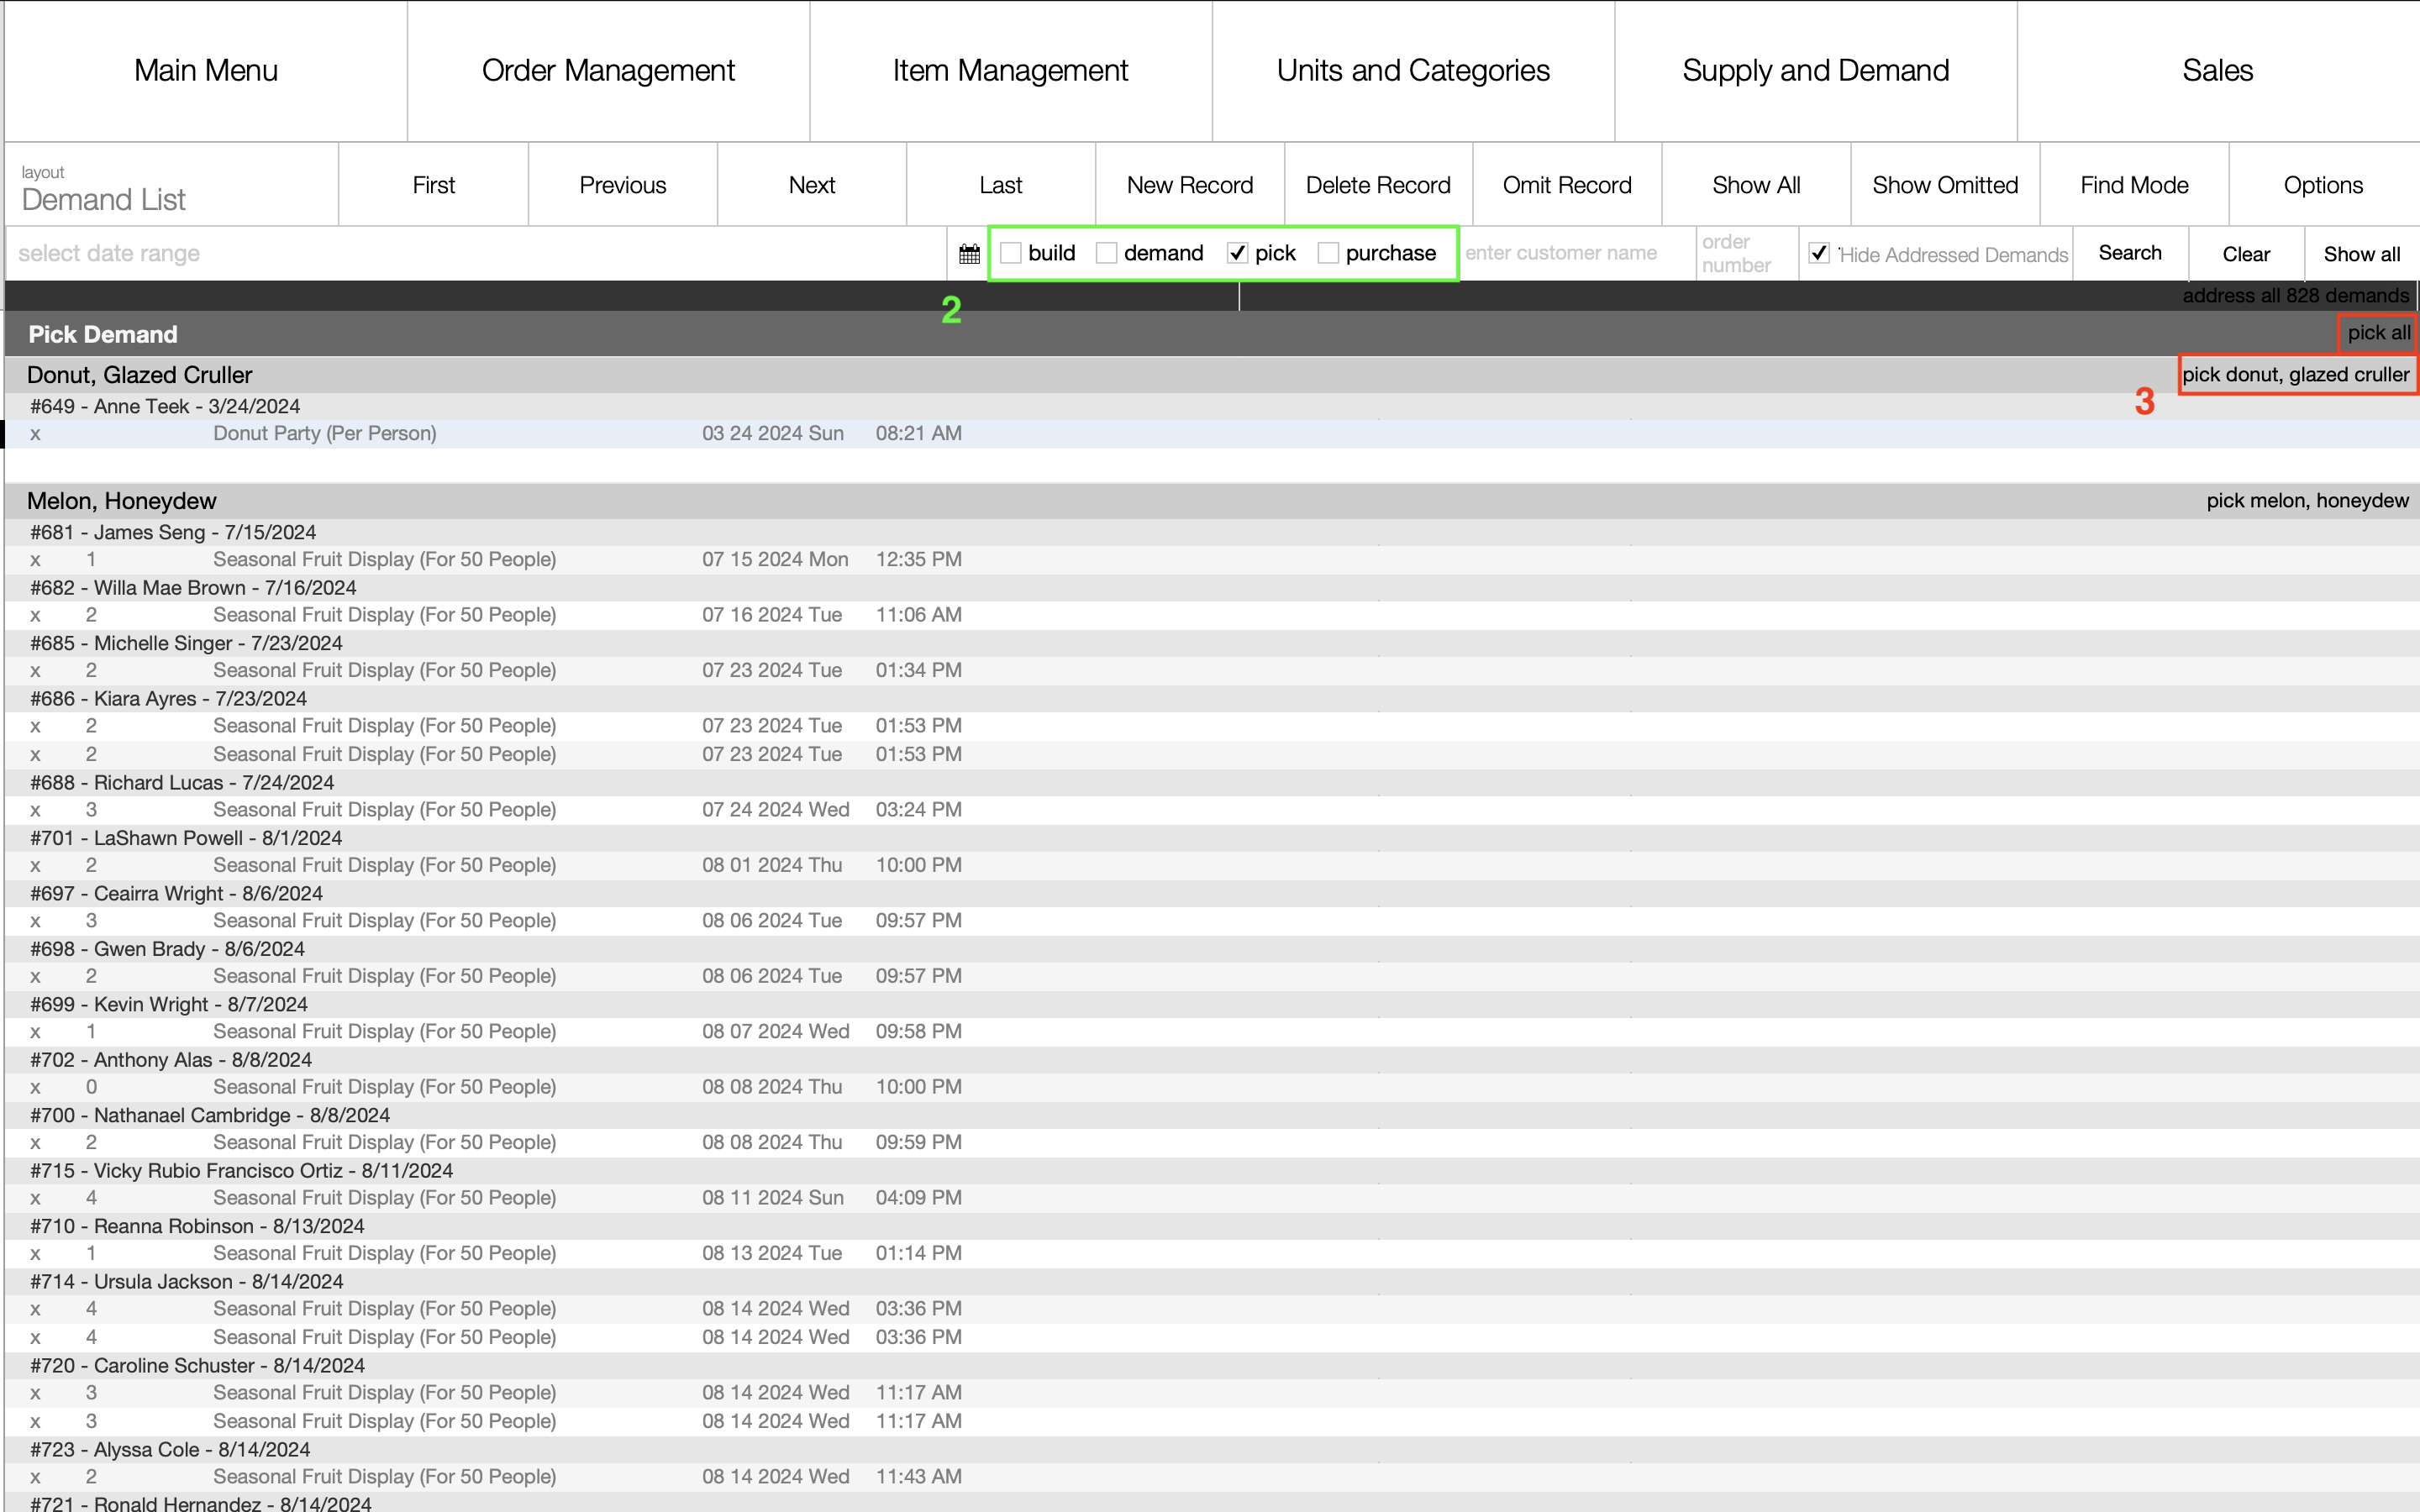 Main Menu Order Management Item Management Units and Categories Supply and Demand Sales
layout
Demand List First Previous Next Last New Record Delete Record Omit Record Show All Show Omitted Find Mode Options
select date range build demand pick purchase enter customer name order number Hide Addressed Demands Search Clear Show all
2 address all 828 demands
Pick Demand pick all
Donut, Glazed Cruller pick donut, glazed cruller
3
#649 - Anne Teek - 3/24/2024
x Donut Party (Per Person) 03 24 2024 Sun 08:21 AM
Melon, Honeydew pick melon, honeydew
#681 - James Seng - 7/15/2024
x 1 Seasonal Fruit Display (For 50 People) 07 15 2024 Mon 12:35 PM
#682 - Willa Mae Brown - 7/16/2024
x 2 Seasonal Fruit Display (For 50 People) 07 16 2024 Tue 11:06 AM
#685 - Michelle Singer - 7/23/2024
x 2 Seasonal Fruit Display (For 50 People) 07 23 2024 Tue 01:34 PM
#686 - Kiara Ayres - 7/23/2024
x 2 Seasonal Fruit Display (For 50 People) 07 23 2024 Tue 01:53 PM
x 2 Seasonal Fruit Display (For 50 People) 07 23 2024 Tue 01:53 PM
#688 - Richard Lucas - 7/24/2024
x 3 Seasonal Fruit Display (For 50 People) 07 24 2024 Wed 03:24 PM
#701 - LaShawn Powell - 8/1/2024
x 2 Seasonal Fruit Display (For 50 People) 08 01 2024 Thu 10:00 PM
#697 - Ceairra Wright - 8/6/2024
x 3 Seasonal Fruit Display (For 50 People) 08 06 2024 Tue 09:57 PM
#698 - Gwen Brady - 8/6/2024
x 2 Seasonal Fruit Display (For 50 People) 08 06 2024 Tue 09:57 PM
#699 - Kevin Wright - 8/7/2024
x 1 Seasonal Fruit Display (For 50 People) 08 07 2024 Wed 09:58 PM
#702 - Anthony Alas - 8/8/2024
x 0 Seasonal Fruit Display (For 50 People) 08 08 2024 Thu 10:00 PM
#700 - Nathanael Cambridge - 8/8/2024
x 2 Seasonal Fruit Display (For 50 People) 08 08 2024 Thu 09:59 PM
#715 - Vicky Rubio Francisco Ortiz - 8/11/2024
x 4 Seasonal Fruit Display (For 50 People) 08 11 2024 Sun 04:09 PM
#710 - Reanna Robinson - 8/13/2024
x 1 Seasonal Fruit Display (For 50 People) 08 13 2024 Tue 01:14 PM
#714 - Ursula Jackson - 8/14/2024
x 4 Seasonal Fruit Display (For 50 People) 08 14 2024 Wed 03:36 PM
x 4 Seasonal Fruit Display (For 50 People) 08 14 2024 Wed 03:36 PM
#720 - Caroline Schuster - 8/14/2024
x 3 Seasonal Fruit Display (For 50 People) 08 14 2024 Wed 11:17 AM
x 3 Seasonal Fruit Display (For 50 People) 08 14 2024 Wed 11:17 AM
#723 - Alyssa Cole - 8/14/2024
x 2 Seasonal Fruit Display (For 50 People) 08 14 2024 Wed 11:43 AM
#721 - Ronald Hernandez - 8/14/2024